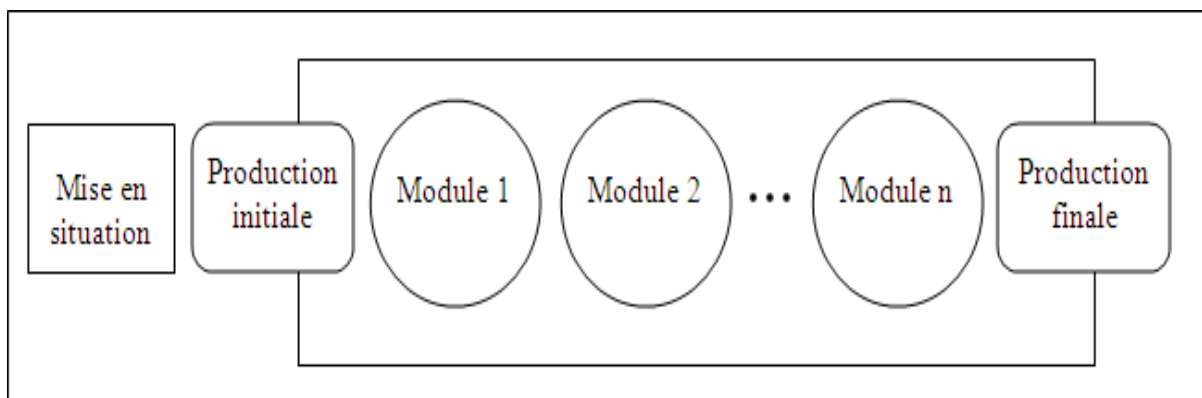 Mise en
situation
Production
initiale
Module 1
Module 2
...
Module n
Production
finale